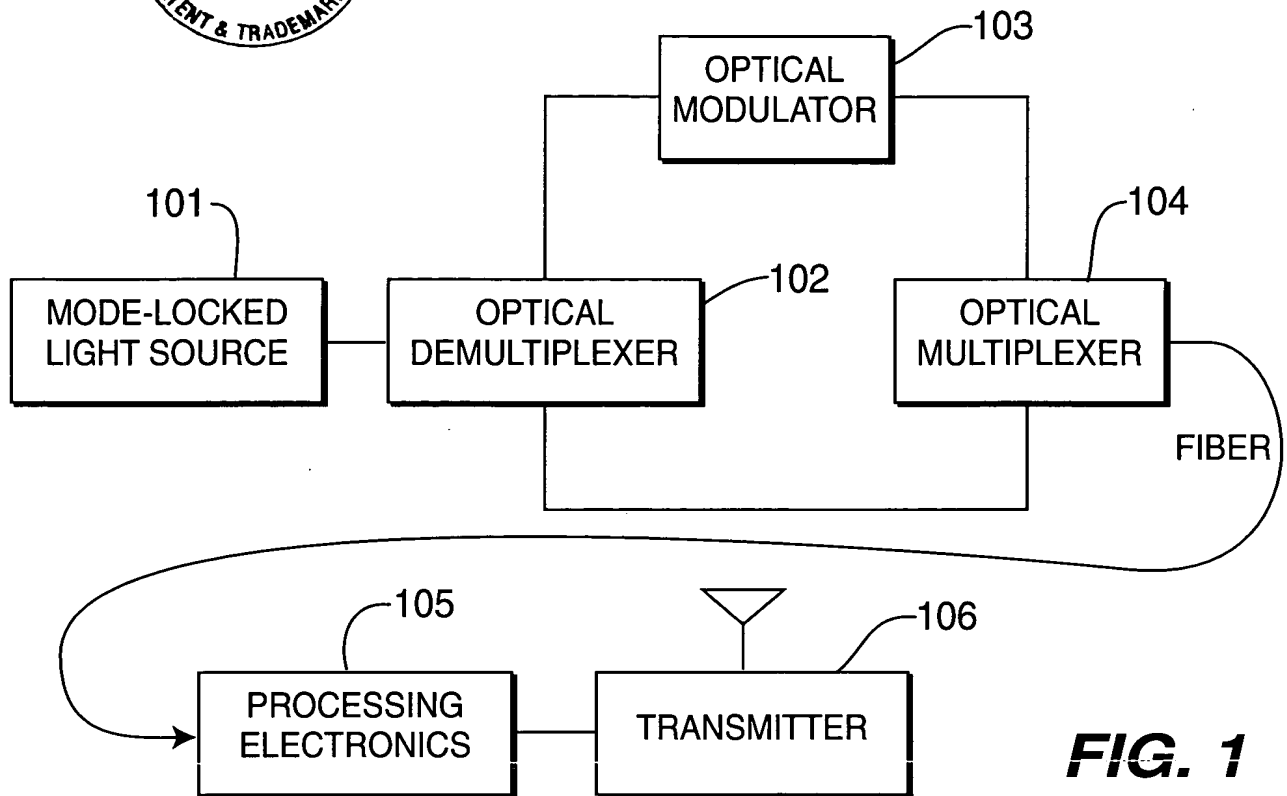 TENT & TRADEMAR
103
OPTICAL
MODULATOR
101
104
102
MODE-LOCKED
LIGHT SOURCE
OPTICAL
DEMULTIPLEXER
OPTICAL
MULTIPLEXER
FIBER
105
106
PROCESSING
ELECTRONICS
TRANSMITTER
FIG. 1